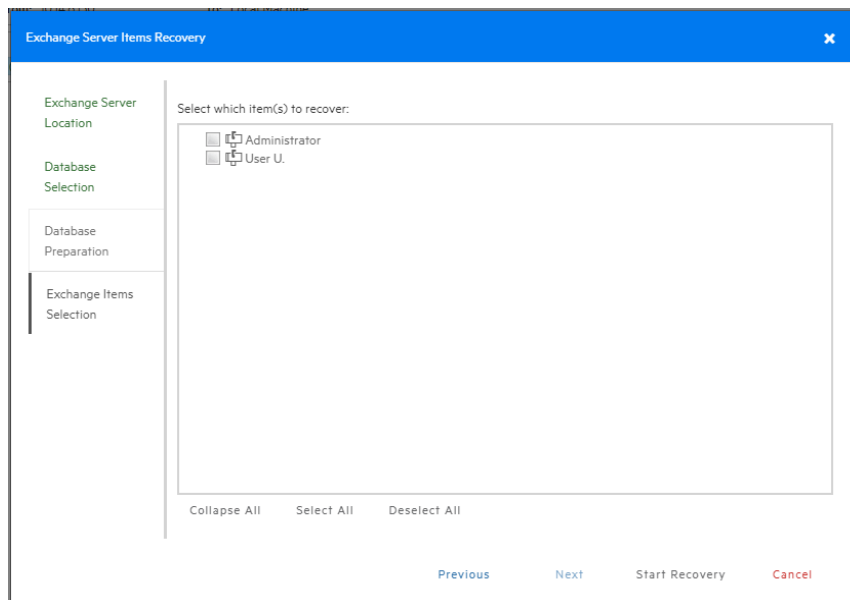 Exchange Server Items Recovery
Exchange Server
Location
Database
Selection
Database
Preparation
Exchange Items
Selection
Select which item(s) to recover:
Administrator
User U.
Collapse All Select All Deselect All
Previous Next Start Recovery Cancel